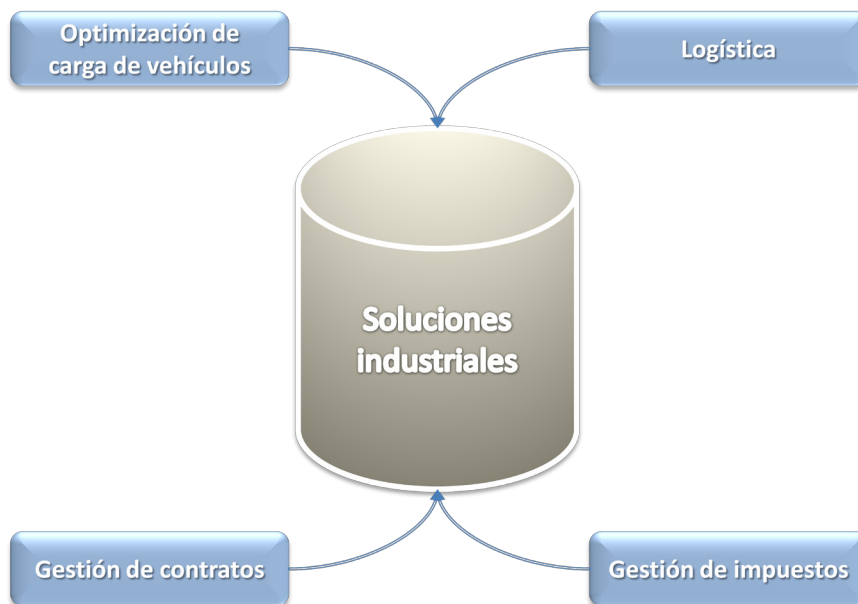 Optimización de
carga de vehículos
Logística
Soluciones
industriales
Gestión de contratos
Gestión de impuestos